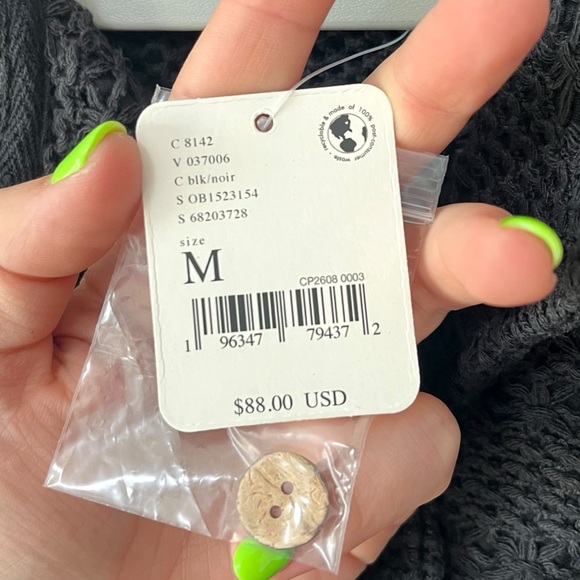 C 8142
V 037006
C blk/noir
S OB1523154
S 68203728
size
M
recyclable & made of 100% post-consumer waste •
CP2608 0003
1 96347 79437 2
$88.00 USD